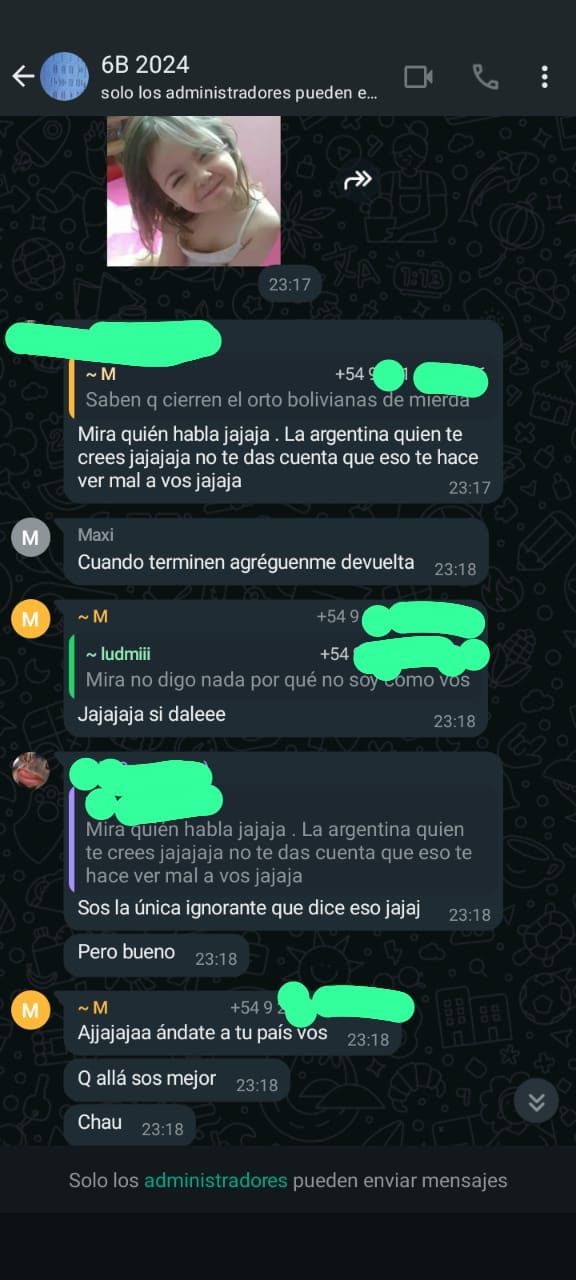 6B 2024
solo los administradores pueden e...
23:17
~ M +54 9
Saben q cierren el orto bolivianas de mierda
Mira quién habla jajaja . La argentina quien te
crees jajajaja no te das cuenta que eso te hace
ver mal a vos jajaja
23:17
M
Maxi
Cuando terminen agréguenme devuelta 23:18
M
~ M +54 9
~ ludmiii +54
Mira no digo nada por qué no soy como vos
Jajajaja si daleee 23:18
Mira quién habla jajaja . La argentina quien
te crees jajajaja no te das cuenta que eso te
hace ver mal a vos jajaja
Sos la única ignorante que dice eso jajaj 23:18
Pero bueno 23:18
M
~ M +54 9 2
Ajjajajaa ándate a tu país vos 23:18
Q allá sos mejor 23:18
Chau 23:18
Solo los administradores pueden enviar mensajes